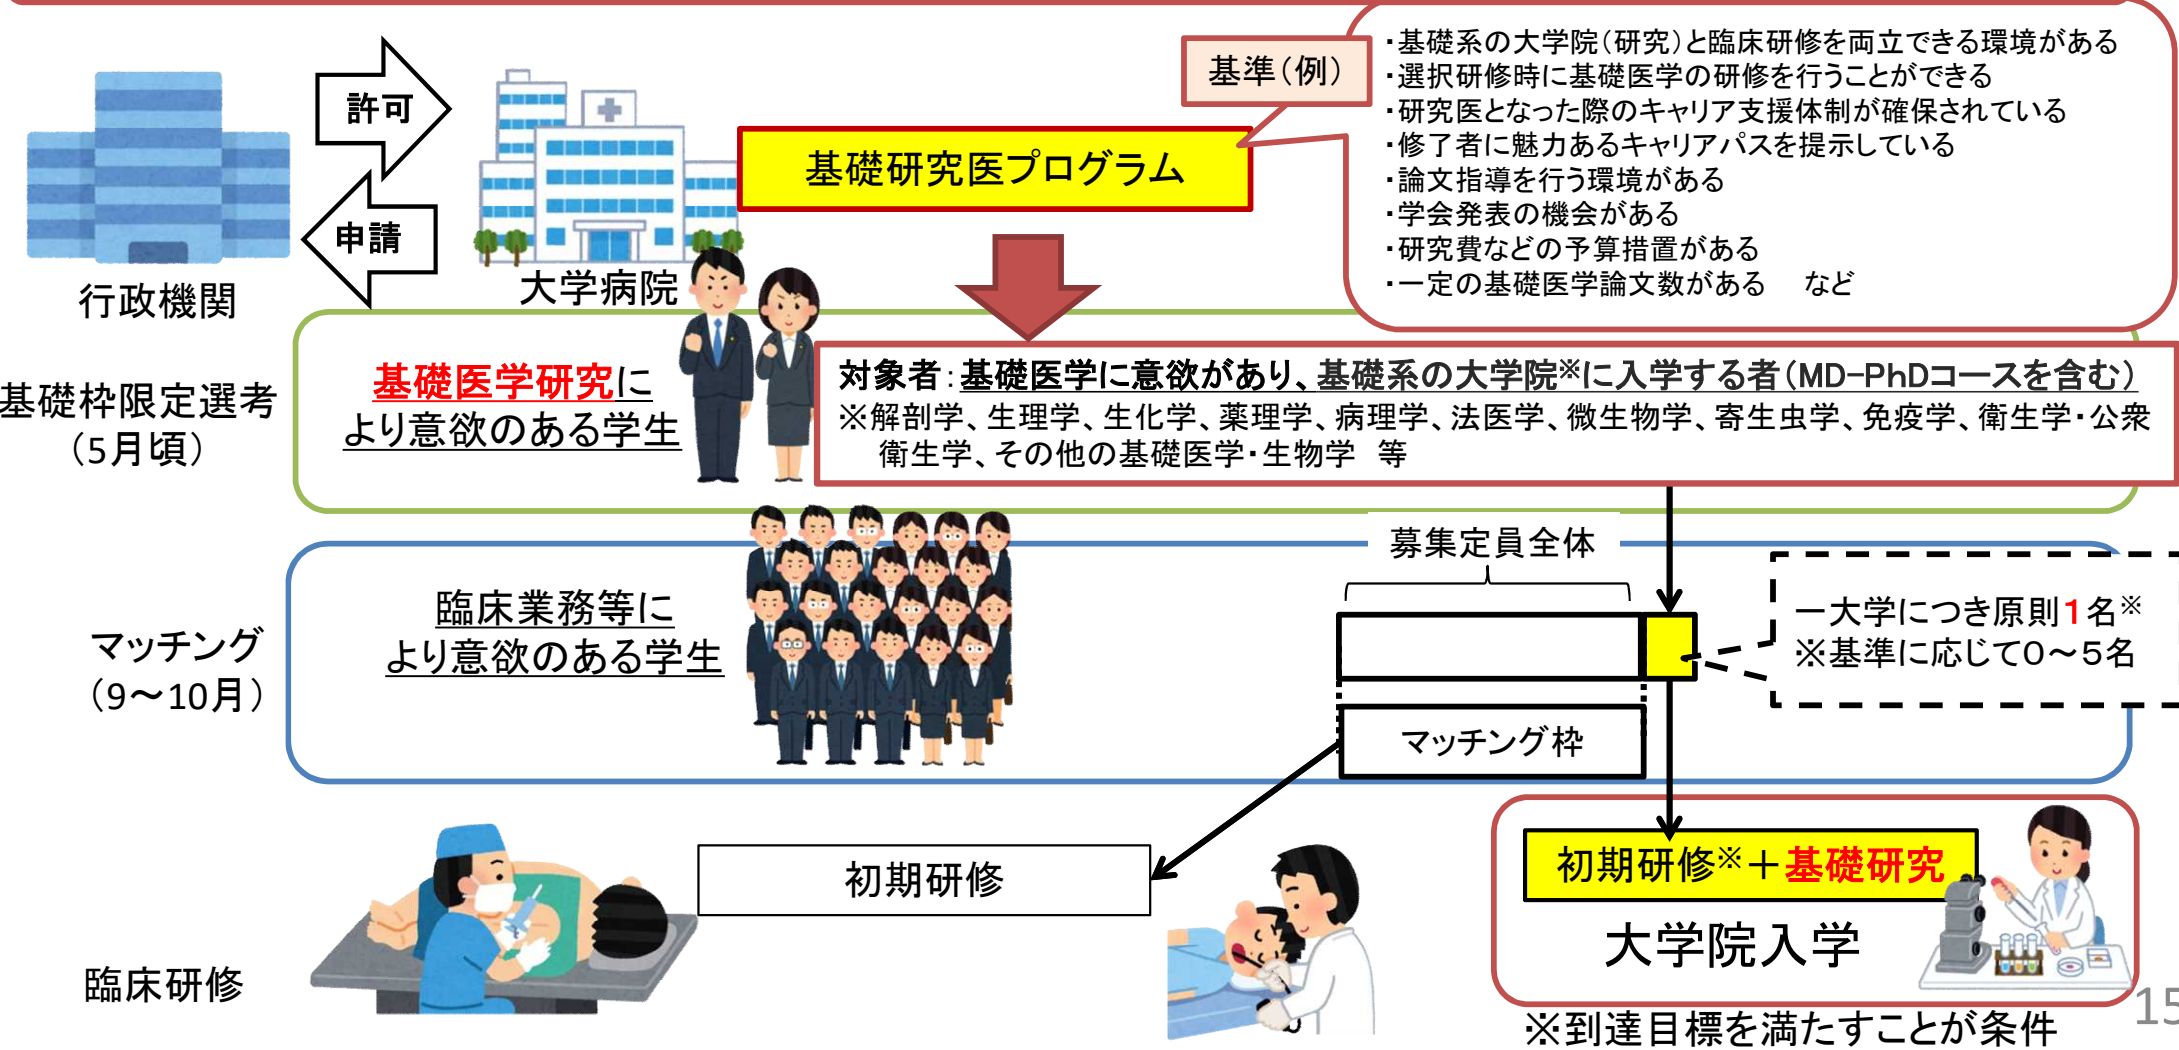 許可
申請
行政機関
大学病院
基礎研究医プログラム
基準(例)
・基礎系の大学院(研究)と臨床研修を両立できる環境がある
・選択研修時に基礎医学の研修を行うことができる
・研究医となった際のキャリア支援体制が確保されている
・修了者に魅力あるキャリアパスを提示している
・論文指導を行う環境がある
・学会発表の機会がある
・研究費などの予算措置がある
・一定の基礎医学論文数がある　など
基礎枠限定選考
(5月頃)
基礎医学研究に
より意欲のある学生
対象者:基礎医学に意欲があり、基礎系の大学院※に入学する者(MD-PhDコースを含む)
※解剖学、生理学、生化学、薬理学、病理学、法医学、微生物学、寄生虫学、免疫学、衛生学・公衆
衛生学、その他の基礎医学・生物学　等
マッチング
(9～10月)
臨床業務等に
より意欲のある学生
募集定員全体
マッチング枠
一大学につき原則1名※
※基準に応じて0～5名
臨床研修
初期研修
初期研修※＋基礎研究
大学院入学
※到達目標を満たすことが条件
15